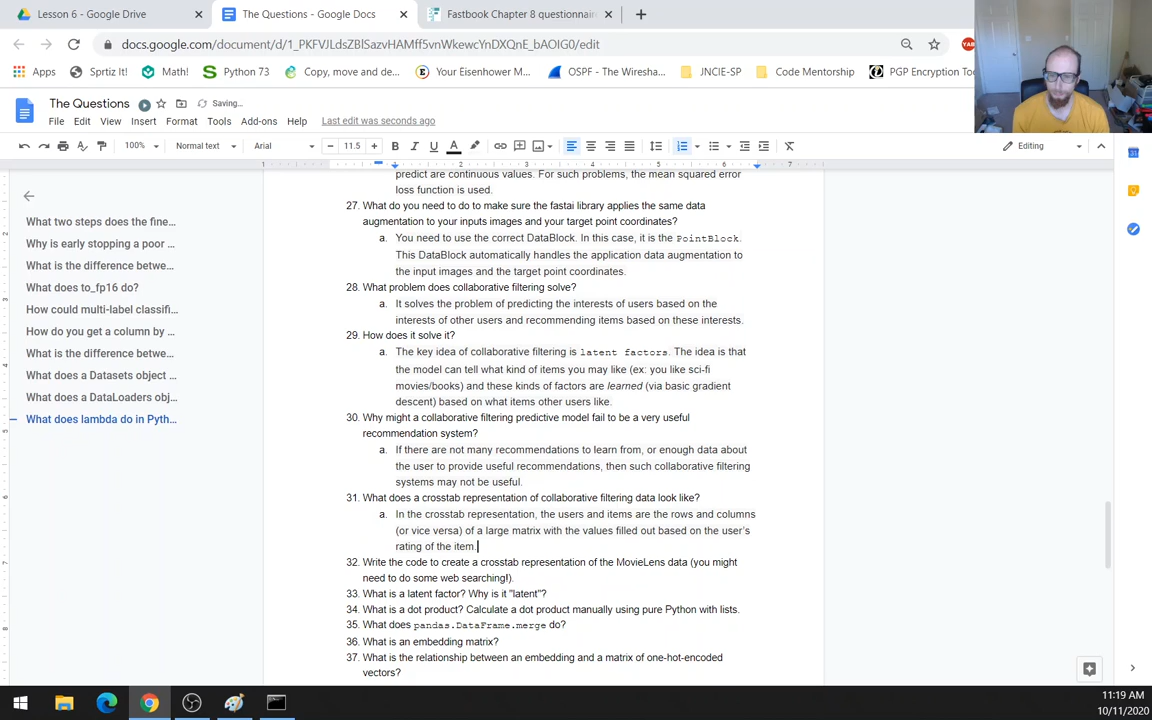 Lesson 6 - Google Drive
The Questions - Google Docs
Fastbook Chapter 8 questionnair
Apps
Sprtiz It!
Math!
Python 73
Copy, move and de...
Your Eisenhower M...
OSPF - The Wiresha...
JNCIE-SP
Code Mentorship
PGP Encryption To
The Questions
Saving...
File Edit View Insert Format Tools Add-ons Help
Last edit was seconds ago
100% Normal text Arial 11.5 Editing
What two steps does the fine...
Why is early stopping a poor ...
What is the difference betwe...
What does to_fp16 do?
How could multi-label classifi...
How do you get a column by ...
What is the difference betwe...
What does a Datasets object ...
What does a DataLoaders obj...
What does lambda do in Pyth...
predict are continuous values. For such problems, the mean squared error
loss function is used.
27. What do you need to do to make sure the fastai library applies the same data
augmentation to your inputs images and your target point coordinates?
a. You need to use the correct DataBlock. In this case, it is the PointBlock.
This DataBlock automatically handles the application data augmentation to
the input images and the target point coordinates.
28. What problem does collaborative filtering solve?
a. It solves the problem of predicting the interests of users based on the
interests of other users and recommending items based on these interests.
29. How does it solve it?
a. The key idea of collaborative filtering is latent factors. The idea is that
the model can tell what kind of items you may like (ex: you like sci-fi
movies/books) and these kinds of factors are learned (via basic gradient
descent) based on what items other users like.
30. Why might a collaborative filtering predictive model fail to be a very useful
recommendation system?
a. If there are not many recommendations to learn from, or enough data about
the user to provide useful recommendations, then such collaborative filtering
systems may not be useful.
31. What does a crosstab representation of collaborative filtering data look like?
a. In the crosstab representation, the users and items are the rows and columns
(or vice versa) of a large matrix with the values filled out based on the user's
rating of the item.
32. Write the code to create a crosstab representation of the MovieLens data (you might
need to do some web searching!).
33. What is a latent factor? Why is it "latent"?
34. What is a dot product? Calculate a dot product manually using pure Python with lists.
35. What does pandas.DataFrame.merge do?
36. What is an embedding matrix?
37. What is the relationship between an embedding and a matrix of one-hot-encoded
vectors?
11:19 AM
10/11/2020